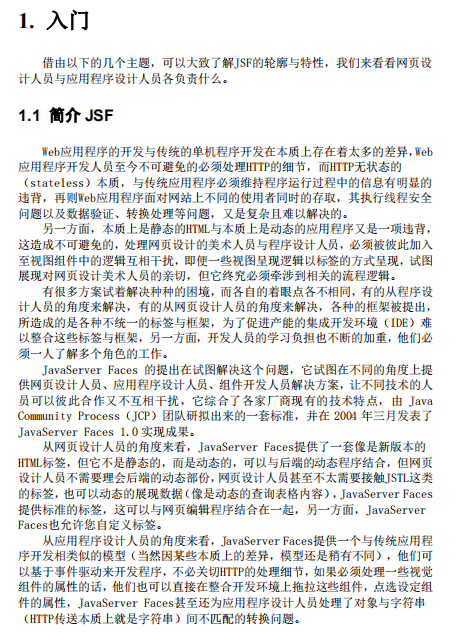 1. 入门
借由以下的几个主题，可以大致了解JSF的轮廓与特性，我们来看看网页设
计人员与应用程序设计人员各负责什么。
1.1 简介 JSF
Web应用程序的开发与传统的单机程序开发在本质上存在着太多的差异，Web
应用程序开发人员至今不可避免的必须处理HTTP的细节，而HTTP无状态的
（stateless）本质，与传统应用程序必须维持程序运行过程中的信息有明显的
违背，再则Web应用程序面对网站上不同的使用者同时的存取，其执行线程安全
问题以及数据验证、转换处理等问题，又是复杂且难以解决的。
另一方面，本质上是静态的HTML与本质上是动态的应用程序又是一项违背，
这造成不可避免的，处理网页设计的美术人员与程序设计人员，必须被彼此加入
至视图组件中的逻辑互相干扰，即便一些视图呈现逻辑以标签的方式呈现，试图
展现对网页设计美术人员的亲切，但它终究必须牵涉到相关的流程逻辑。
有很多方案试着解决种种的困境，而各自的着眼点各不相同，有的从程序设
计人员的角度来解决，有的从网页设计人员的角度来解决，各种的框架被提出，
所造成的是各种不统一的标签与框架，为了促进产能的集成开发环境（IDE）难
以整合这些标签与框架，另一方面，开发人员的学习负担也不断的加重，他们必
须一人了解多个角色的工作。
JavaServer Faces 的提出在试图解决这个问题，它试图在不同的角度上提
供网页设计人员、应用程序设计人员、组件开发人员解决方案，让不同技术的人
员可以彼此合作又不互相干扰，它综合了各家厂商现有的技术特点，由 Java
Community Process（JCP）团队研拟出来的一套标准，并在 2004 年三月发表了
JavaServer Faces 1.0 实现成果。
从网页设计人员的角度来看，JavaServer Faces提供了一套像是新版本的
HTML标签，但它不是静态的，而是动态的，可以与后端的动态程序结合，但网页
设计人员不需要理会后端的动态部份，网页设计人员甚至不太需要接触JSTL这类
的标签，也可以动态的展现数据（像是动态的查询表格内容），JavaServer Faces
提供标准的标签，这可以与网页编辑程序结合在一起，另一方面，JavaServer
Faces也允许您自定义标签。
从应用程序设计人员的角度来看，JavaServer Faces提供一个与传统应用程
序开发相类似的模型（当然因某些本质上的差异，模型还是稍有不同），他们可
以基于事件驱动来开发程序，不必关切HTTP的处理细节，如果必须处理一些视觉
组件的属性的话，他们也可以直接在整合开发环境上拖拉这些组件，点选设定组
件的属性，JavaServer Faces甚至还为应用程序设计人员处理了对象与字符串
（HTTP传送本质上就是字符串）间不匹配的转换问题。